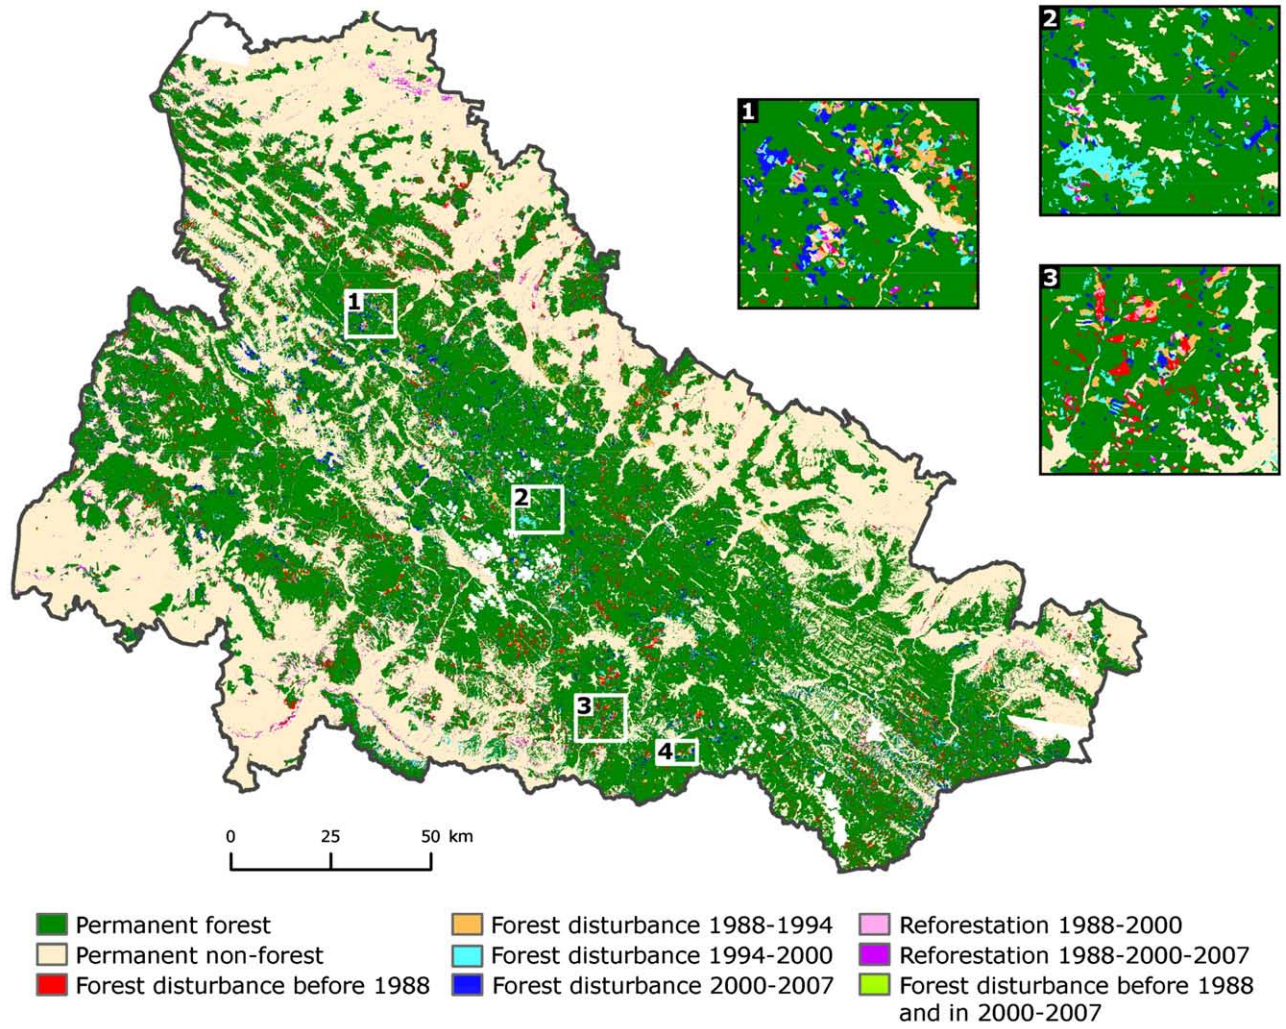 2
1
3
1
2
3
4
0 25 50 km
Permanent forest
Permanent non-forest
Forest disturbance before 1988
Forest disturbance 1988-1994
Forest disturbance 1994-2000
Forest disturbance 2000-2007
Reforestation 1988-2000
Reforestation 1988-2000-2007
Forest disturbance before 1988
and in 2000-2007